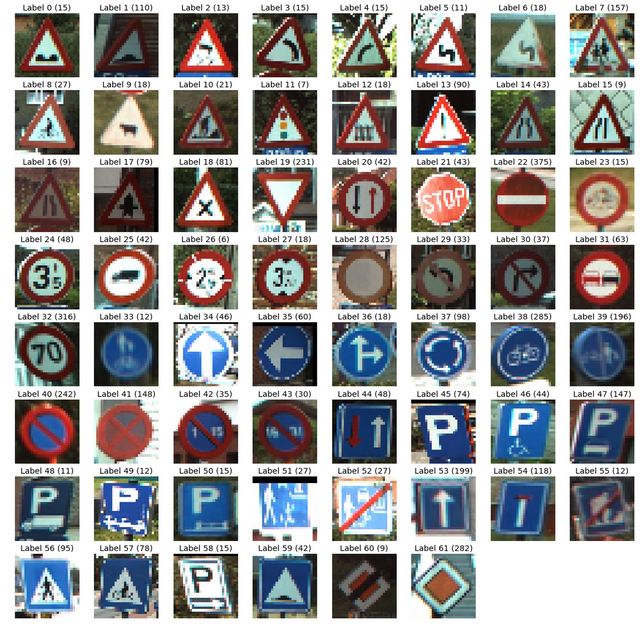 Label 0 (15) Label 1 (110) Label 2 (13) Label 3 (15) Label 4 (15) Label 5 (11) Label 6 (18) Label 7 (157)
Label 8 (27) Label 9 (18) Label 10 (21) Label 11 (7) Label 12 (18) Label 13 (90) Label 14 (43) Label 15 (9)
Label 16 (9) Label 17 (79) Label 18 (81) Label 19 (231) Label 20 (42) Label 21 (43) Label 22 (375) Label 23 (15)
STOP
Label 24 (48) Label 25 (42) Label 26 (6) Label 27 (18) Label 28 (125) Label 29 (33) Label 30 (37) Label 31 (63)
Label 32 (316) Label 33 (12) Label 34 (46) Label 35 (60) Label 36 (18) Label 37 (98) Label 38 (285) Label 39 (196)
70
Label 40 (242) Label 41 (148) Label 42 (35) Label 43 (30) Label 44 (48) Label 45 (74) Label 46 (44) Label 47 (147)
P P P
Label 48 (11) Label 49 (12) Label 50 (15) Label 51 (27) Label 52 (27) Label 53 (199) Label 54 (118) Label 55 (12)
P P P
Label 56 (95) Label 57 (78) Label 58 (15) Label 59 (42) Label 60 (9) Label 61 (282)
P